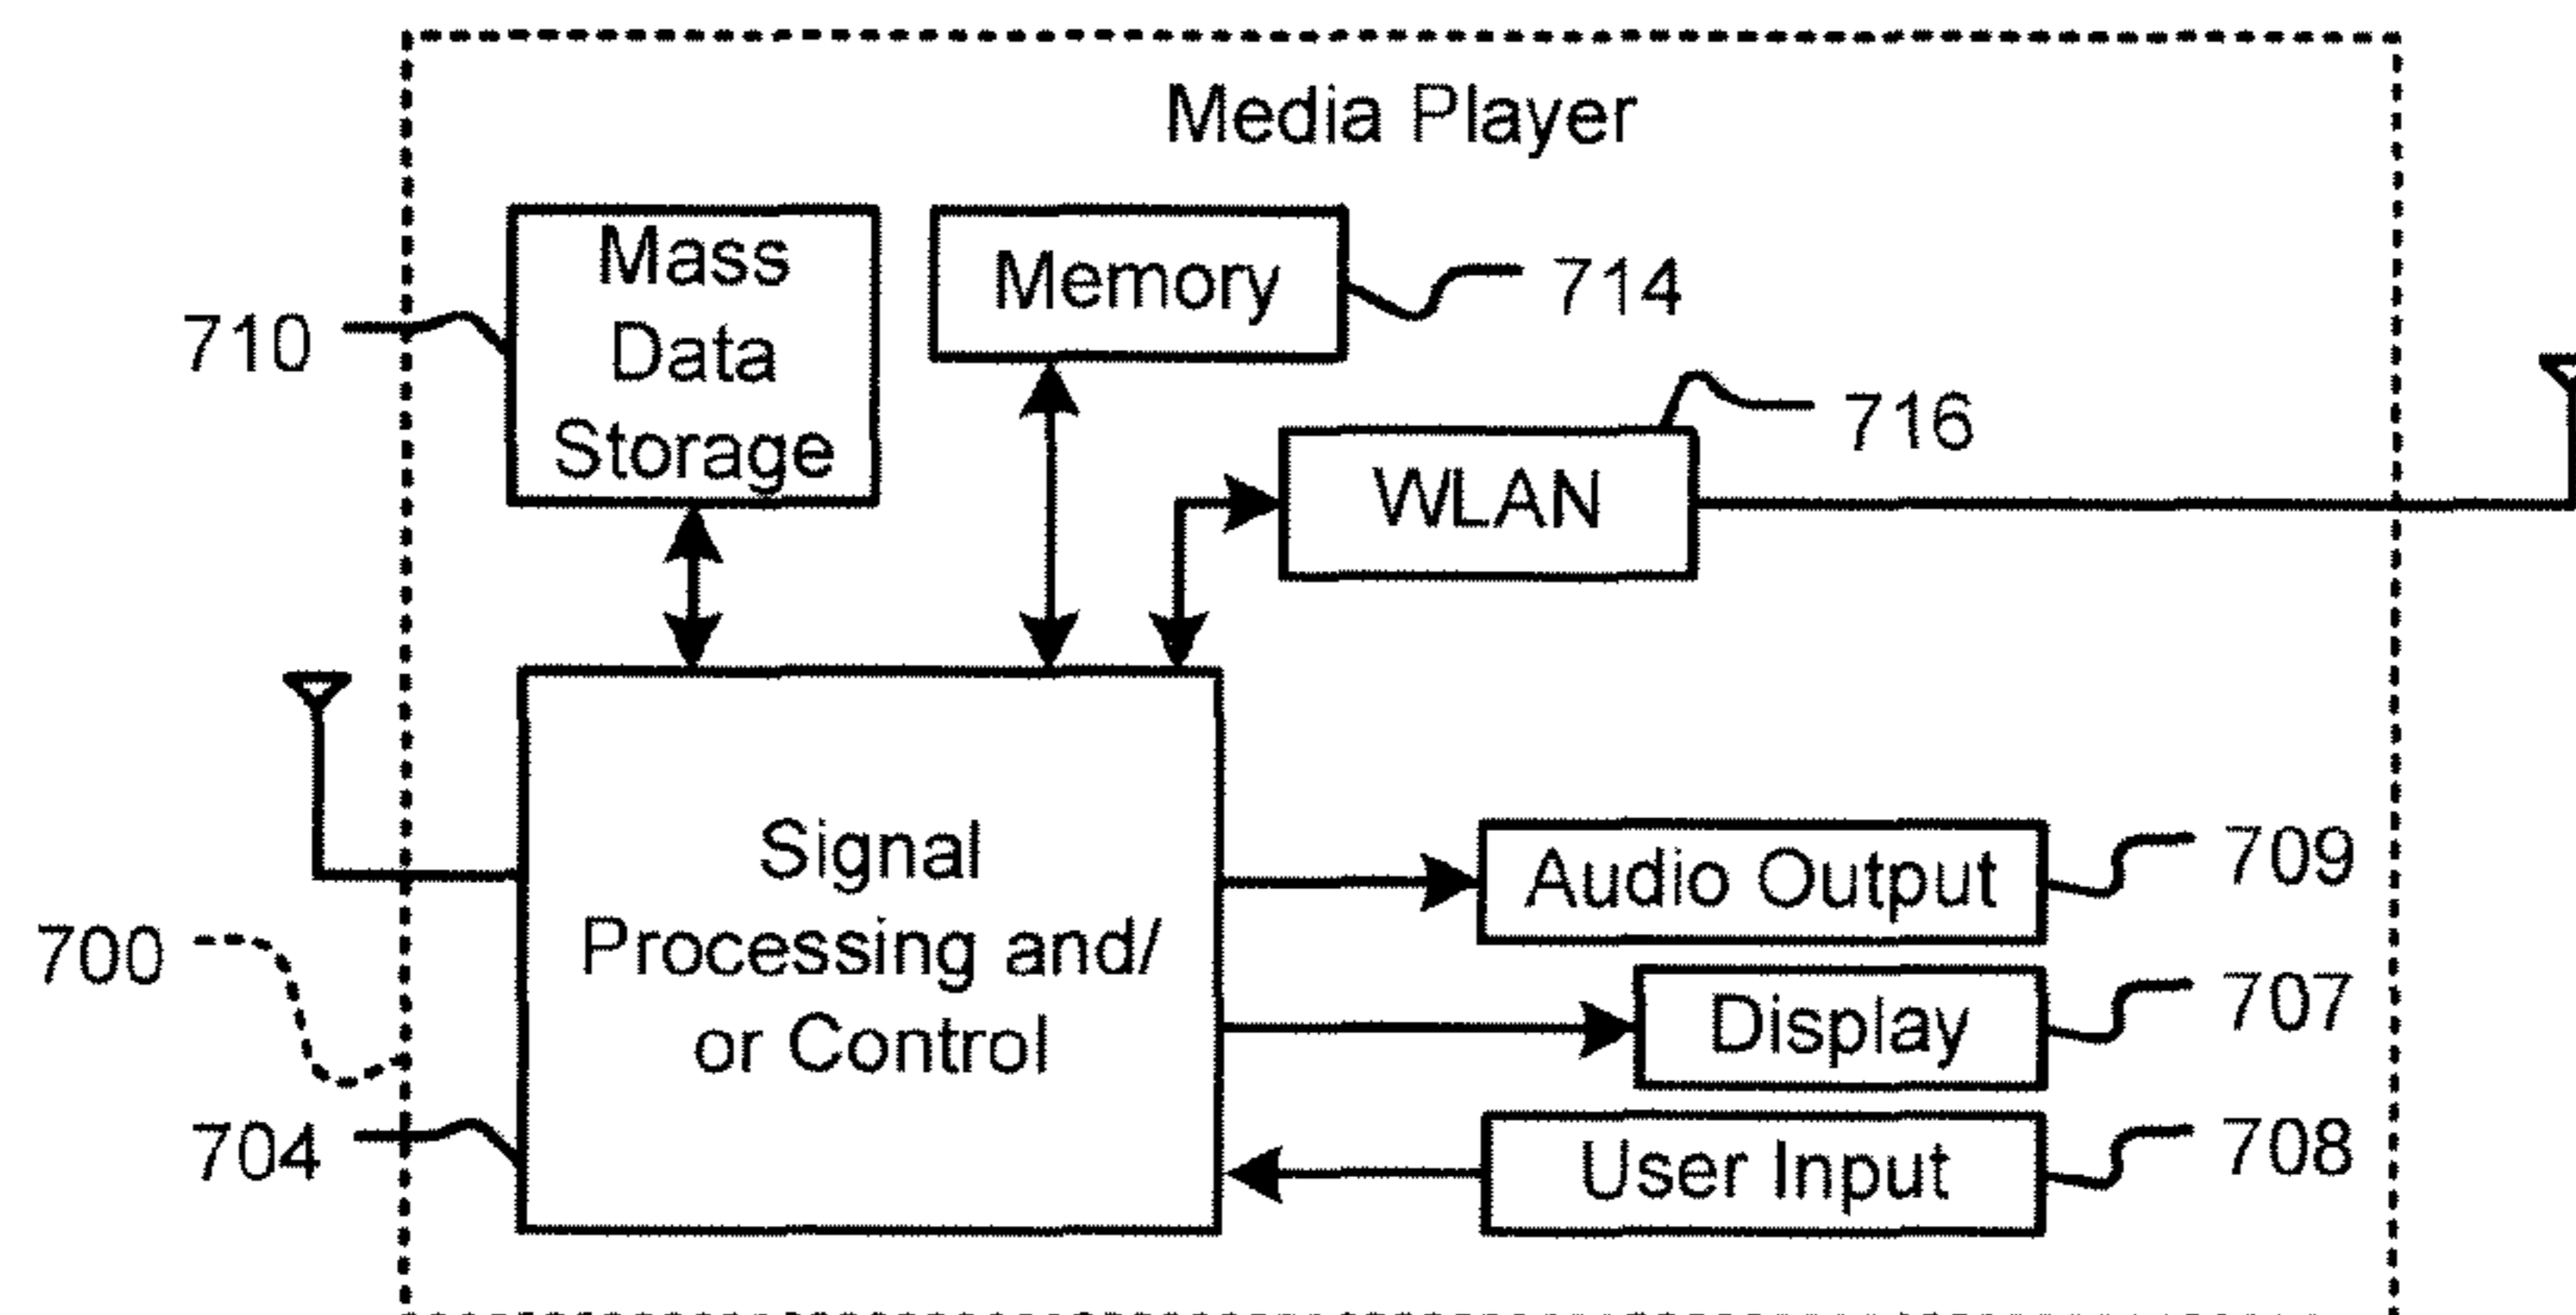 Media Player
Mass
Data
Storage
710
Memory
714
WLAN
716
Signal
Processing and/
or Control
700
704
Audio Output
709
Display
707
User Input
708